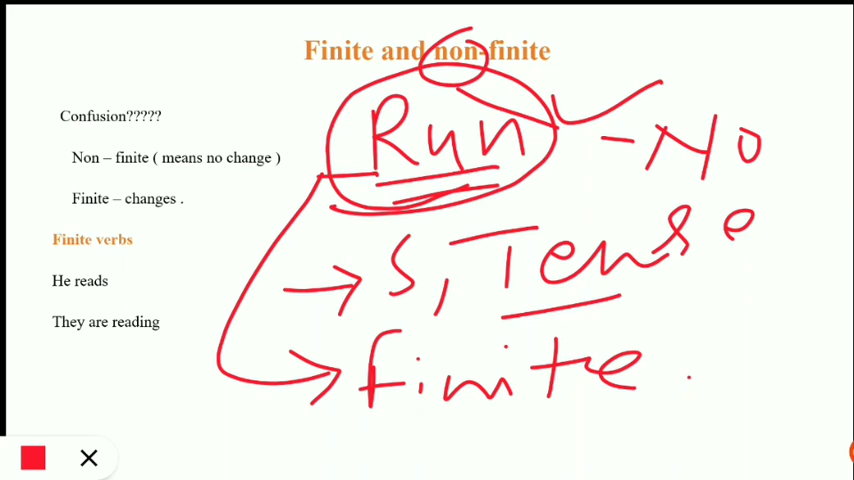 Finite and non-finite
Confusion?????
Run
- No
Non – finite ( means no change )
Finite – changes .
S, Tense
Finite verbs
He reads
They are reading
finite .